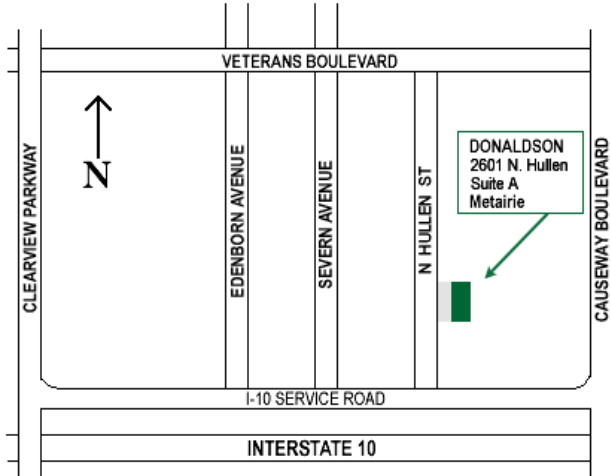 VETERANS BOULEVARD
N
CLEARVIEW PARKWAY
EDENBORN AVENUE
SEVERN AVENUE
N HULLEN ST
DONALDSON
2601 N. Hullen
Suite A
Metairie
CAUSEWAY BOULEVARD
I-10 SERVICE ROAD
INTERSTATE 10